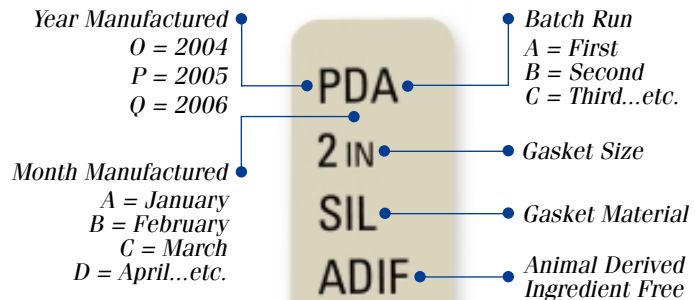 Year Manufactured
O = 2004
P = 2005
Q = 2006
Month Manufactured
A = January
B = February
C = March
D = April...etc.
PDA
2 IN
SIL
ADIF
Batch Run
A = First
B = Second
C = Third...etc.
Gasket Size
Gasket Material
Animal Derived
Ingredient Free